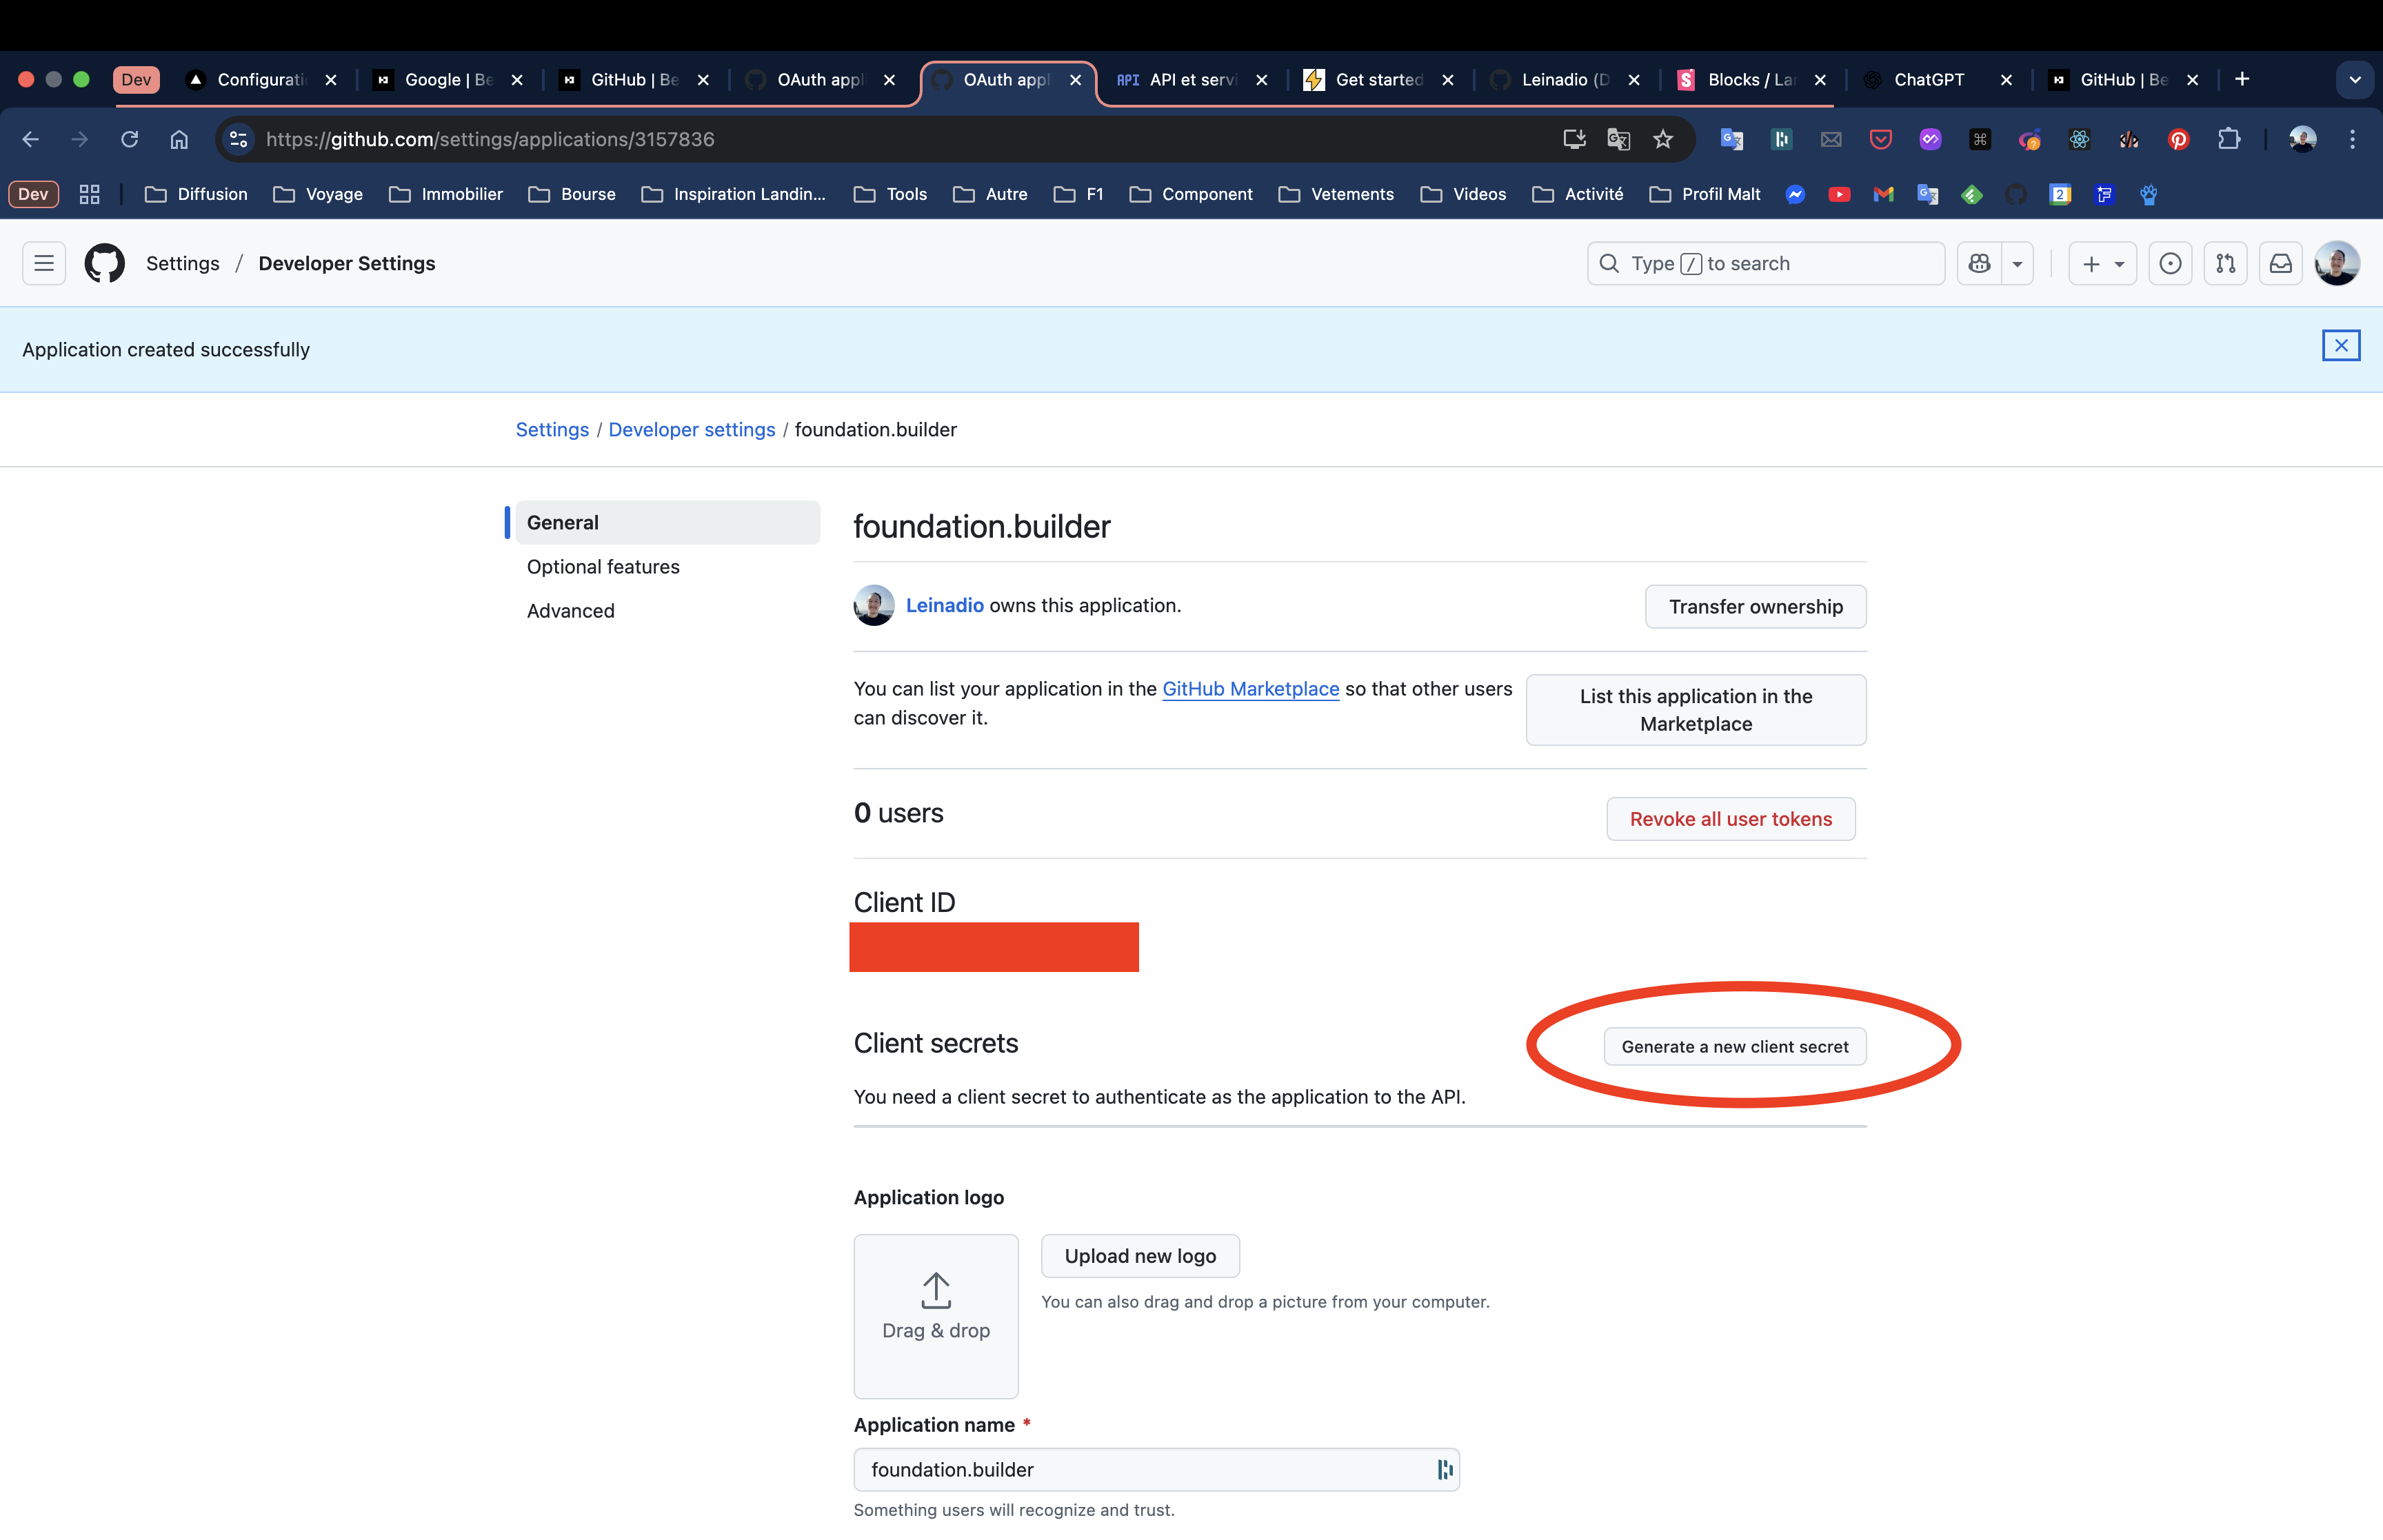 Dev
Configurati
Google | Be
GitHub | Be
OAuth appl
OAuth appl
API API et servi
Get started
Leinadio (D
Blocks / La
ChatGPT
GitHub | Be
https://github.com/settings/applications/3157836
Dev
Diffusion
Voyage
Immobilier
Bourse
Inspiration Landin...
Tools
Autre
F1
Component
Vetements
Videos
Activité
Profil Malt
Settings / Developer Settings
Type / to search
Application created successfully
Settings / Developer settings / foundation.builder
General
Optional features
Advanced
foundation.builder
Leinadio owns this application.
Transfer ownership
You can list your application in the GitHub Marketplace so that other users
can discover it.
List this application in the
Marketplace
0 users
Revoke all user tokens
Client ID
Client secrets
Generate a new client secret
You need a client secret to authenticate as the application to the API.
Application logo
Upload new logo
You can also drag and drop a picture from your computer.
Drag & drop
Application name *
foundation.builder
Something users will recognize and trust.